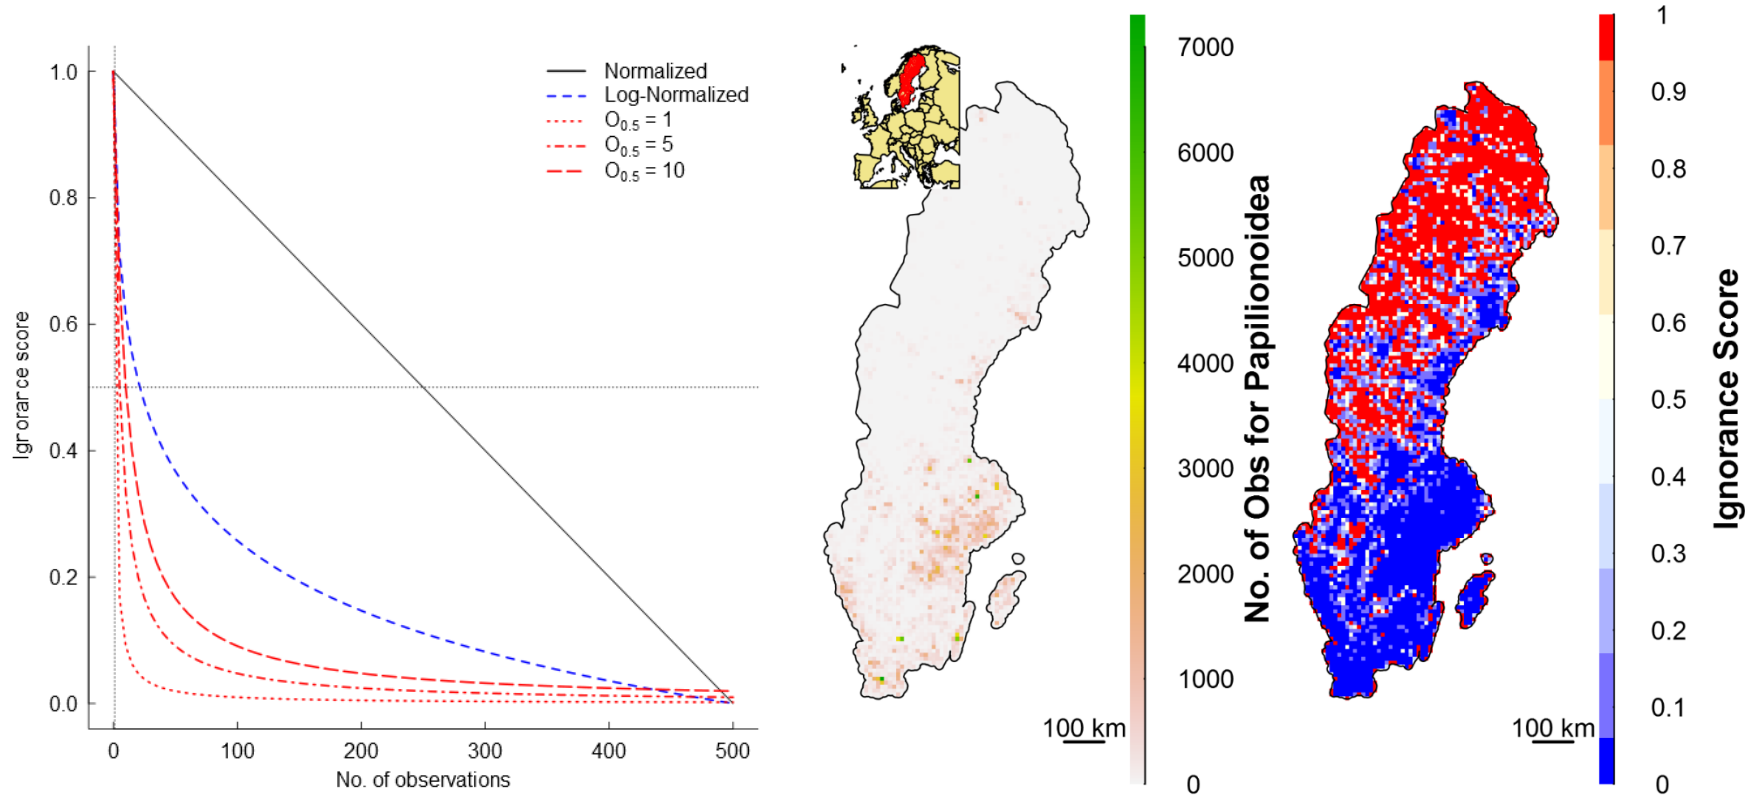 1.0
0.8
0.6
0.4
0.2
0.0
Ignorance score
0
100
200
300
400
500
No. of observations
Normalized
Log-Normalized
O0.5 = 1
O0.5 = 5
O0.5 = 10
100 km
7000
6000
5000
4000
3000
2000
1000
0
No. of Obs for Papilionoidea
100 km
1
0.9
0.8
0.7
0.6
0.5
0.4
0.3
0.2
0.1
0
Ignorance Score